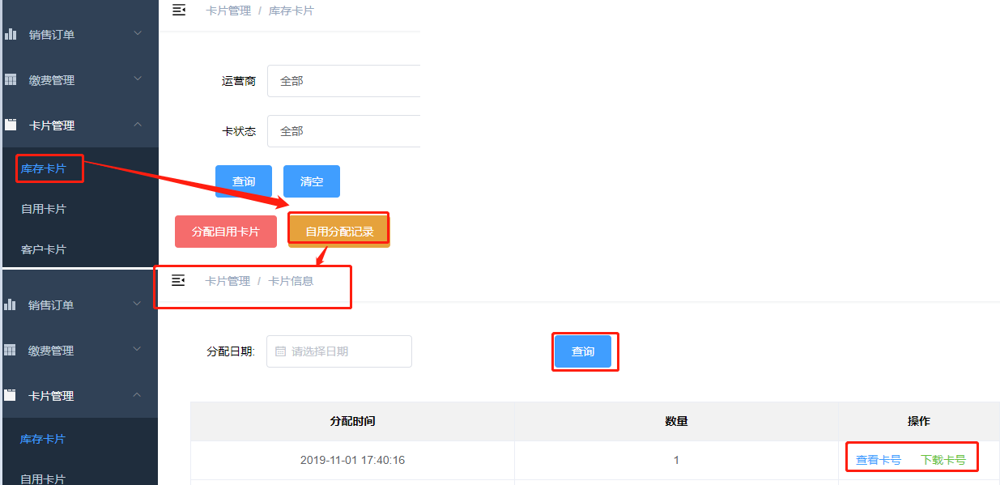 卡片管理 / 库存卡片
销售订单
缴费管理
卡片管理
库存卡片
自用卡片
客户卡片
运营商 全部
卡状态 全部
查询 清空
分配自用卡片 自用分配记录
卡片管理 / 卡片信息
销售订单
缴费管理
卡片管理
库存卡片
自用卡片
分配日期: 请选择日期 查询
分配时间 数量 操作
2019-11-01 17:40:16 1 查看卡号 下载卡号